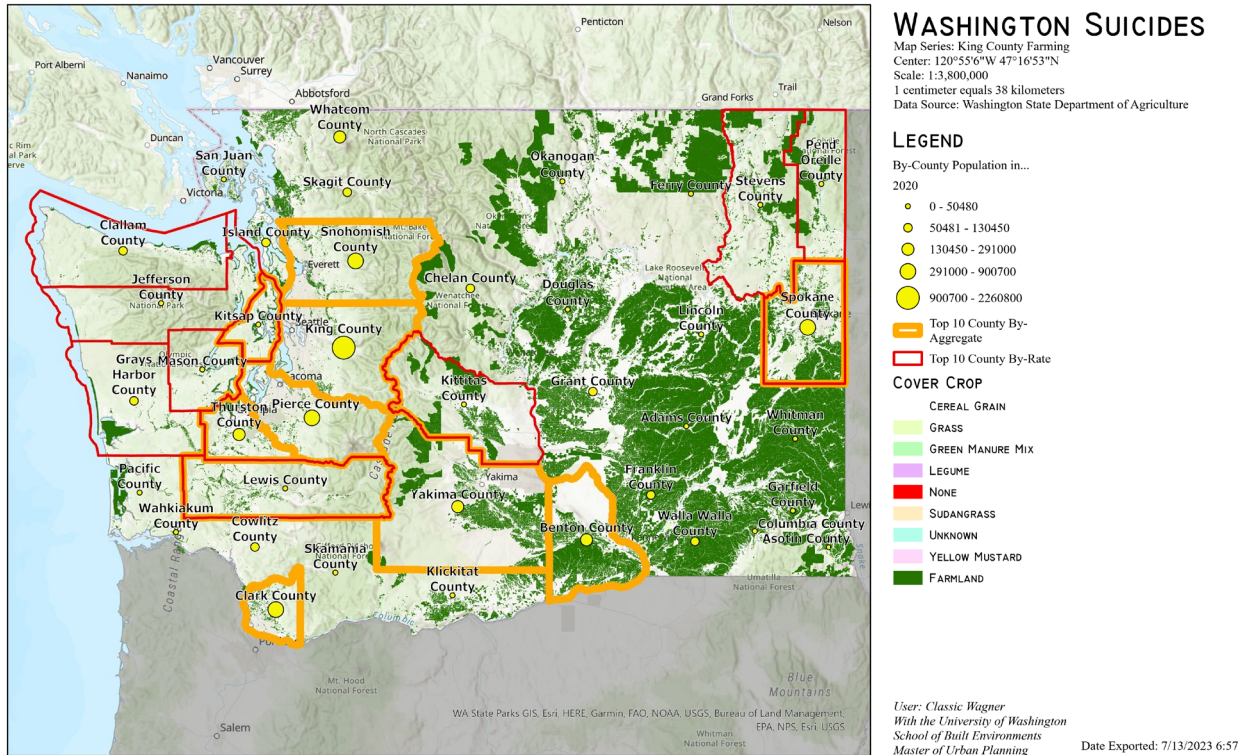 WASHINGTON SUICIDES
Map Series: King County Farming
Center: 120°55'6"W 47°16'53"N
Scale: 1:3,800,000
1 centimeter equals 38 kilometers
Data Source: Washington State Department of Agriculture
LEGEND
By-County Population in...
2020
0 - 50480
50481 - 130450
130450 - 291000
291000 - 900700
900700 - 2260800
Top 10 County By-
Aggregate
Top 10 County By-Rate
COVER CROP
CEREAL GRAIN
GRASS
GREEN MANURE MIX
LEGUME
NONE
SUDANGRASS
UNKNOWN
YELLOW MUSTARD
FARMLAND
User: Classic Wagner
With the University of Washington
School of Built Environments
Master of Urban Planning
Date Exported: 7/13/2023 6:57
Penticton
Nelson
Port Alberni
Nanaimo
Vancouver
Surrey
Abbotsford
Trail
Grand Forks
Duncan
Victoria
Whatcom
County
North Cascades
National Park
San Juan
County
Skagit County
Okanogan
County
Ferry County
Stevens
County
Pend
Oreille
County
Clallam
County
Island County
Snohomish
County
Everett
Jefferson
County
Chelan County
Douglas
County
Lake Roosevelt
National
Lincoln
County
Spokane
County
Kitsap County
King County
Grays
Harbor
County
Mason County
Kittitas
County
Grant County
Adams County
Whitman
County
Thurston
County
Pierce County
Pacific
County
Lewis County
Yakima
Yakima County
Franklin
County
Garfield
County
Wahkiakum
County
Cowlitz
County
Benton County
Walla Walla
County
Columbia County
Asotin County
Skamania
County
Klickitat
County
Clark County
Columbia
Umatilla
National Forest
Coastal Range
Mt. Hood
National Forest
Blue
Mountains
Salem
WA State Parks GIS, Esri, HERE, Garmin, FAO, NOAA, USGS, Bureau of Land Management,
EPA, NPS, Esri, USGS
Whitman
National Forest